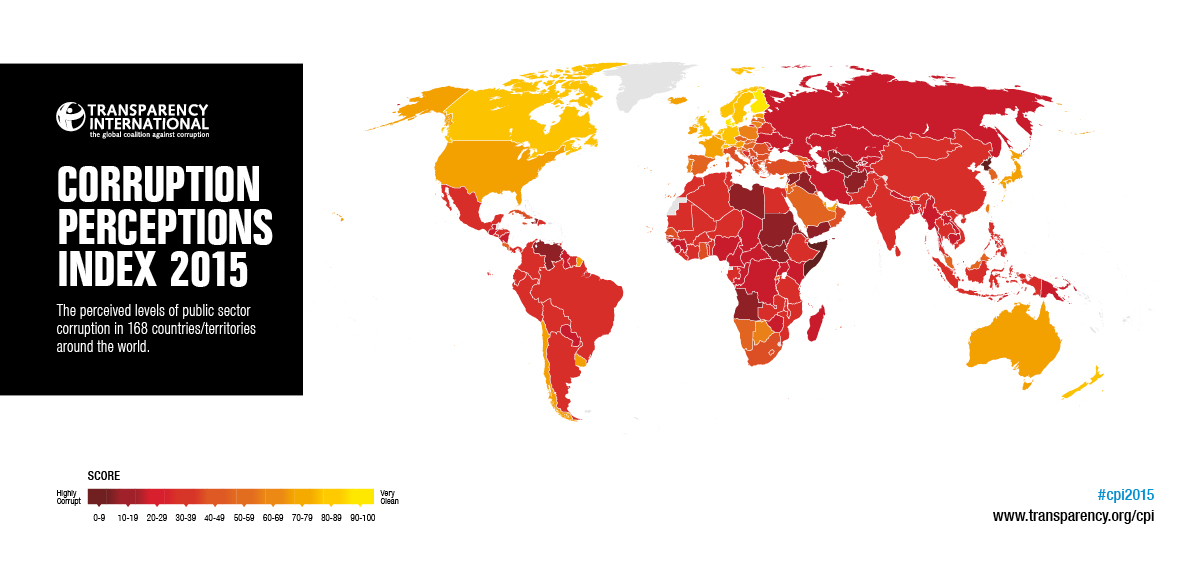 TRANSPARENCY
INTERNATIONAL
the global coalition against corruption
CORRUPTION
PERCEPTIONS
INDEX 2015
The perceived levels of public sector
corruption in 168 countries/territories
around the world.
SCORE
Highly
Corrupt
Very
Clean
0-9 10-19 20-29 30-39 40-49 50-59 60-69 70-79 80-89 90-100
#cpi2015
www.transparency.org/cpi